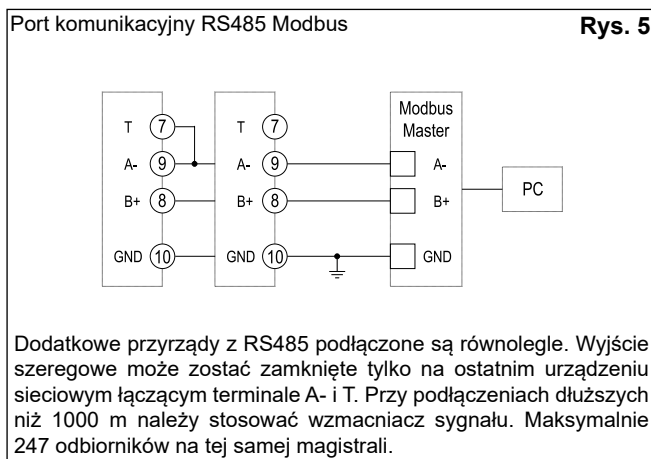 Port komunikacyjny RS485 Modbus Rys. 5
Modbus
Master
T 7 T 7
A- 9 A- 9 A-
B+ 8 B+ 8 B+
PC
GND 10 GND 10 GND
Dodatkowe przyrządy z RS485 podłączone są równolegle. Wyjście
szeregowe może zostać zamknięte tylko na ostatnim urządzeniu
sieciowym łączącym terminale A- i T. Przy podłączeniach dłuższych
niż 1000 m należy stosować wzmacniacz sygnału. Maksymalnie
247 odbiorników na tej samej magistrali.